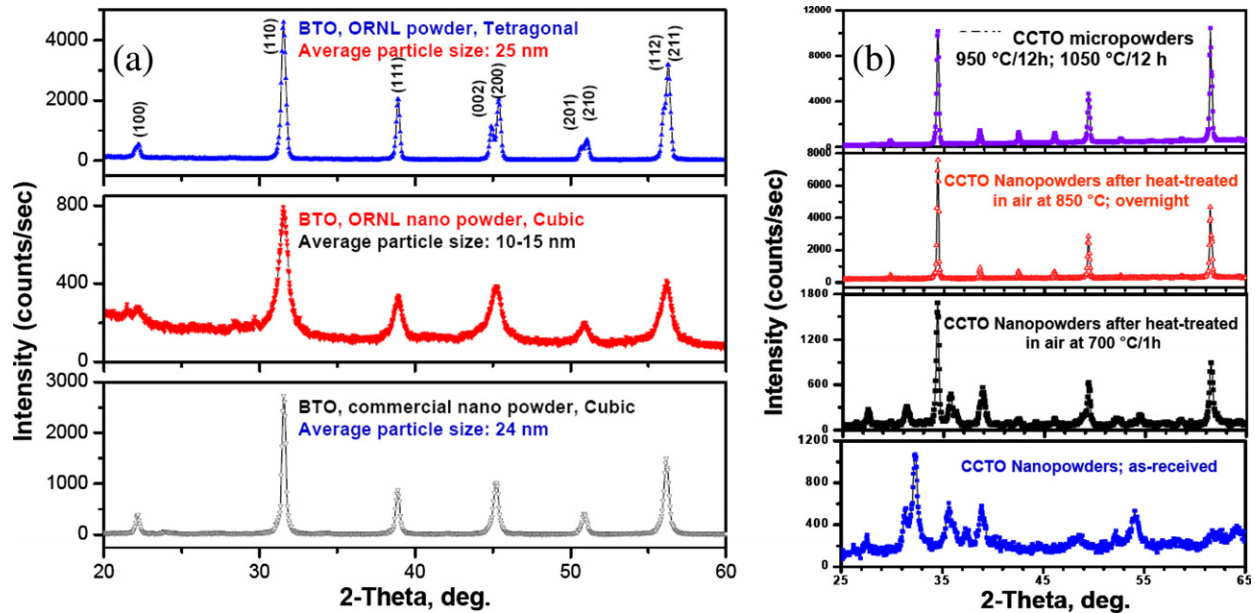 (a)
BTO, ORNL powder, Tetragonal
Average particle size: 25 nm
(100)
(110)
(111)
(002)
(200)
(201)
(210)
(112)
(211)
4000
2000
0
BTO, ORNL nano powder, Cubic
Average particle size: 10-15 nm
800
400
0
BTO, commercial nano powder, Cubic
Average particle size: 24 nm
3000
2000
1000
0
20 30 40 50 60
2-Theta, deg.
Intensity (counts/sec)
(b)
CCTO micropowders
950 °C/12h; 1050 °C/12 h
12000
8000
4000
0
CCTO Nanopowders after heat-treated
in air at 850 °C; overnight
8000
6000
4000
2000
0
CCTO Nanopowders after heat-treated
in air at 700 °C/1h
1800
1200
600
0
CCTO Nanopowders; as-received
1200
800
400
0
25 35 45 55 65
2-Theta, deg.
Intensity (counts/sec)